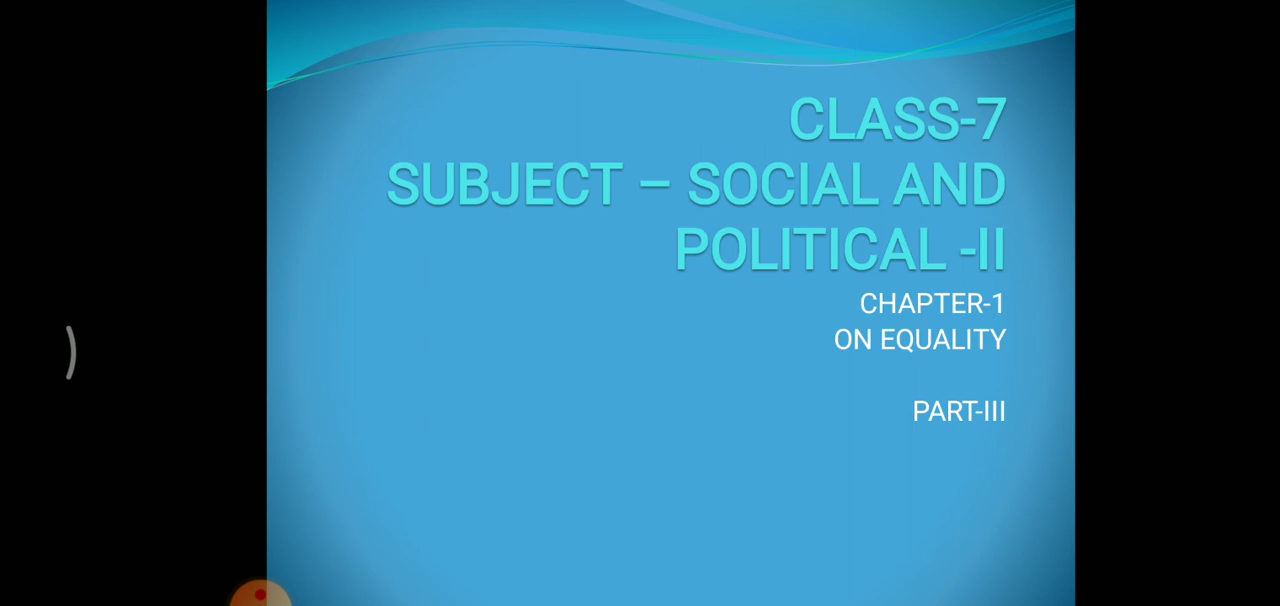 CLASS-7
SUBJECT – SOCIAL AND
POLITICAL -II
CHAPTER-1
ON EQUALITY
PART-III